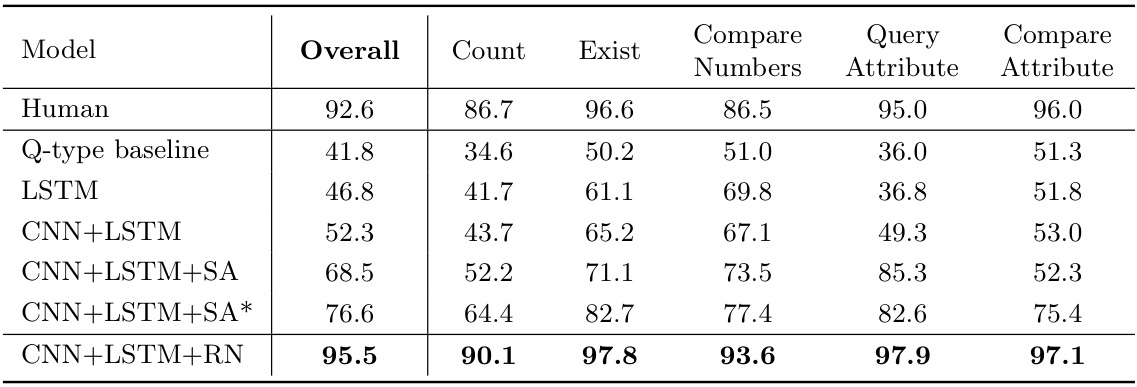 Model Overall Count Exist Compare Numbers Query Attribute Compare Attribute
Human 92.6 86.7 96.6 86.5 95.0 96.0
Q-type baseline 41.8 34.6 50.2 51.0 36.0 51.3
LSTM 46.8 41.7 61.1 69.8 36.8 51.8
CNN+LSTM 52.3 43.7 65.2 67.1 49.3 53.0
CNN+LSTM+SA 68.5 52.2 71.1 73.5 85.3 52.3
CNN+LSTM+SA* 76.6 64.4 82.7 77.4 82.6 75.4
CNN+LSTM+RN 95.5 90.1 97.8 93.6 97.9 97.1